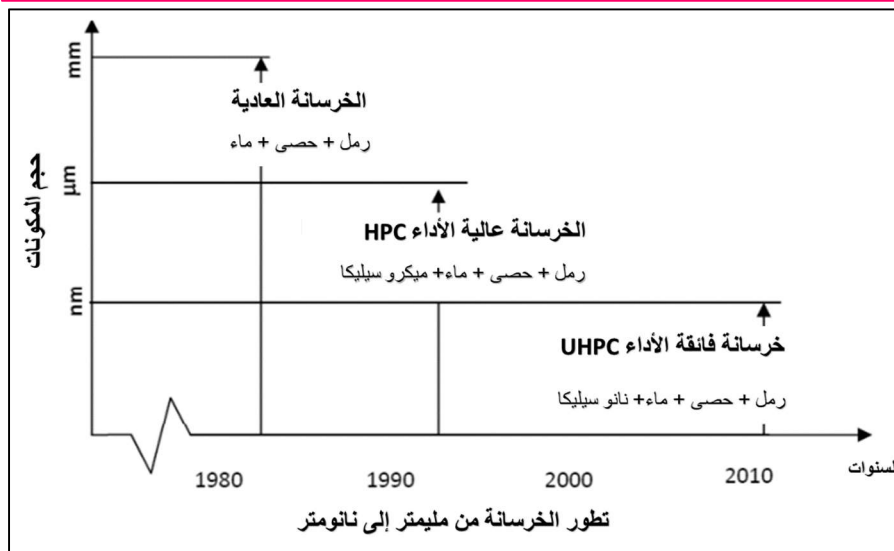 mm
الخرسانة العادية
رمل + حصى + ماء
حجم المكونات
µm
الخرسانة عالية الأداء HPC
رمل + حصى + ماء+ ميكرو سيليكا
nm
خرسانة فائقة الأداء UHPC
رمل + حصى + ماء+ نانو سيليكا
السنوات
1980 1990 2000 2010
تطور الخرسانة من مليمتر إلى نانومتر